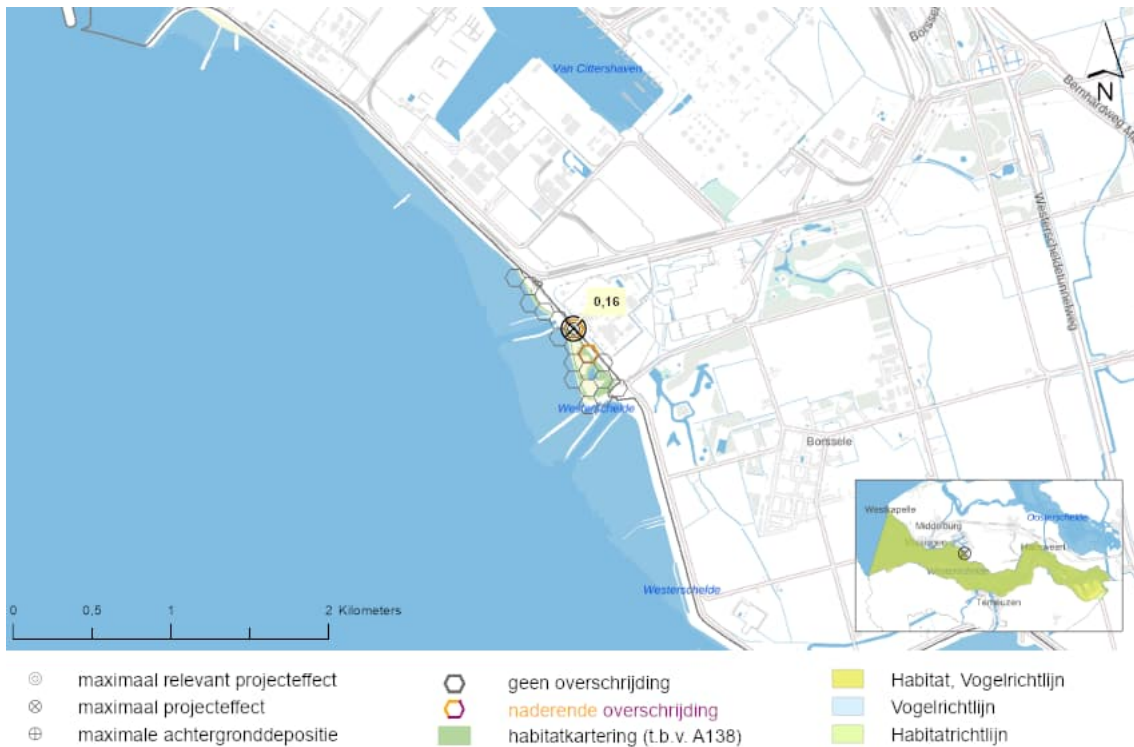 Van Cittershaven
Borssele
Bernhardweg
N
Westerscheldetunnelweg
0,16
Westerschelde
Borssele
Westerschelde
Westkapelle
Middelburg
Oosterschelde
Westerschelde
Terneuzen
0 0,5 1 2 Kilometers
maximaal relevant projecteffect
maximaal projecteffect
maximale achtergronddepositie
geen overschrijding
naderende overschrijding
habitatkartering (t.b.v. A138)
Habitat, Vogelrichtlijn
Vogelrichtlijn
Habitatrichtlijn